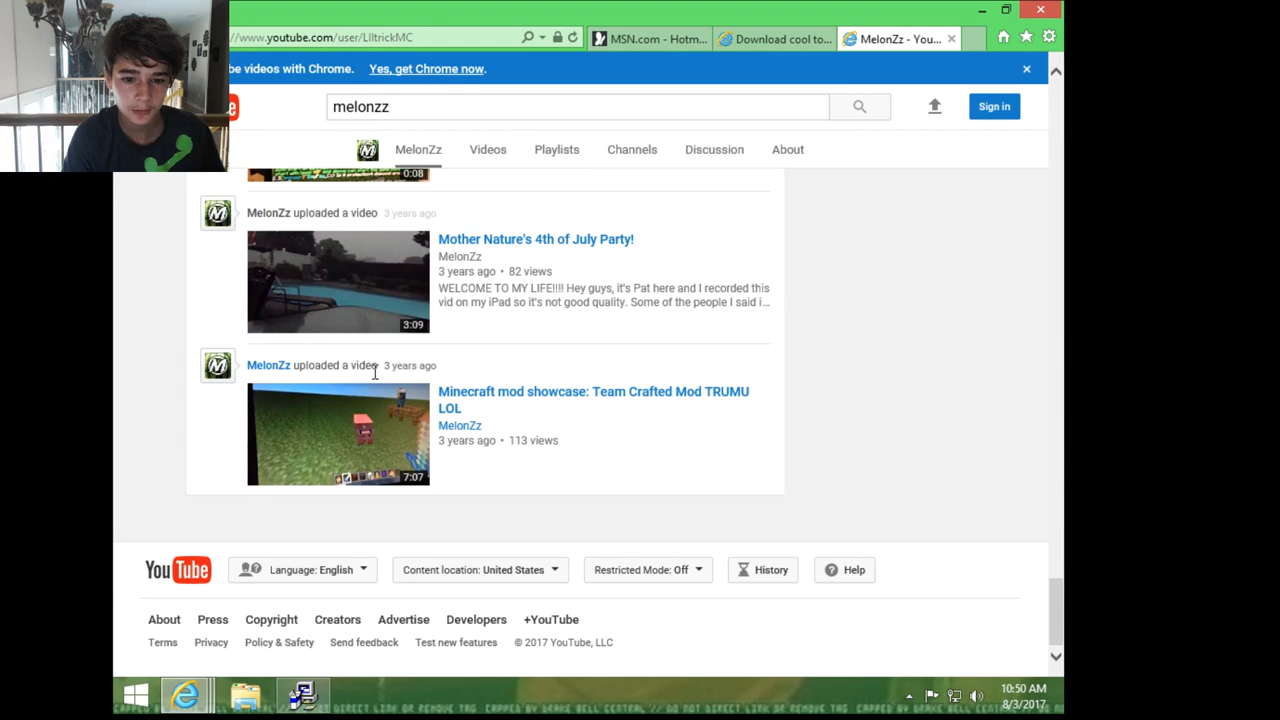 //www.youtube.com/user/LIltrickMC
MSN.com - Hotm...
Download cool to...
MelonZz - You...
be videos with Chrome. Yes, get Chrome now.
melonzz
Sign in
MelonZz
Videos
Playlists
Channels
Discussion
About
0:08
MelonZz uploaded a video 3 years ago
Mother Nature's 4th of July Party!
MelonZz
3 years ago • 82 views
WELCOME TO MY LIFE!!!! Hey guys, it's Pat here and I recorded this
vid on my iPad so it's not good quality. Some of the people I said i...
3:09
MelonZz uploaded a video 3 years ago
Minecraft mod showcase: Team Crafted Mod TRUMU
LOL
MelonZz
3 years ago • 113 views
7:07
YouTube
Language: English
Content location: United States
Restricted Mode: Off
History
Help
About
Press
Copyright
Creators
Advertise
Developers
+YouTube
Terms
Privacy
Policy & Safety
Send feedback
Test new features
© 2017 YouTube, LLC
10:50 AM
8/3/2017